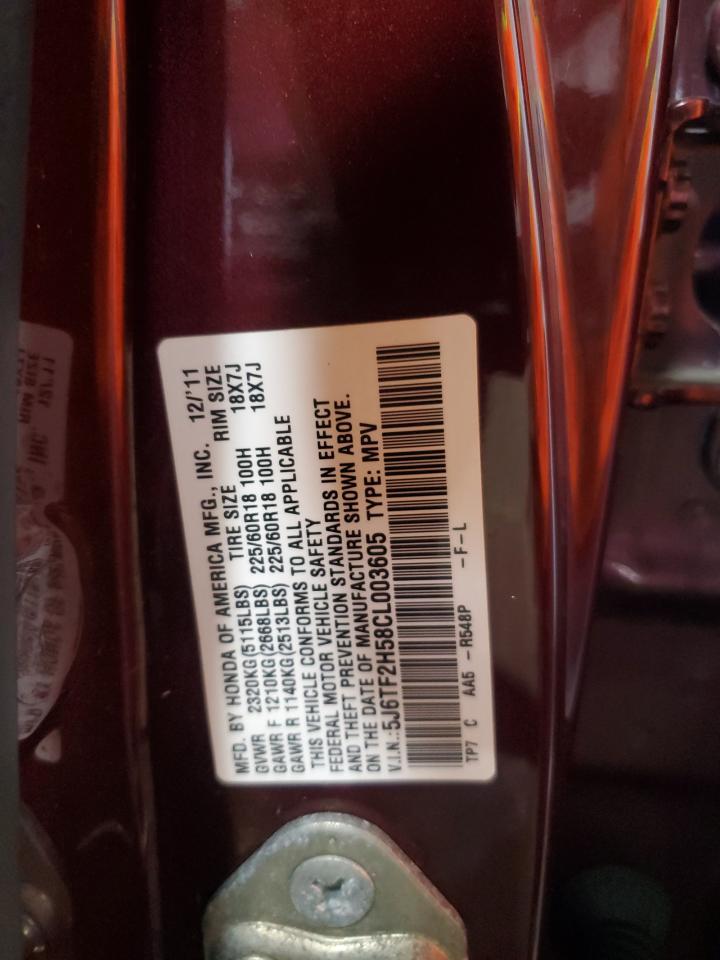 MFD. BY HONDA OF AMERICA MFG., INC. 12/'11
GVWR 2320KG(5115LBS) TIRE SIZE RIM SIZE
GAWR F 1210KG(2668LBS) 225/60R18 100H 18X7J
GAWR R 1140KG(2513LBS) 225/60R18 100H 18X7J
THIS VEHICLE CONFORMS TO ALL APPLICABLE
FEDERAL MOTOR VEHICLE SAFETY
AND THEFT PREVENTION STANDARDS IN EFFECT
ON THE DATE OF MANUFACTURE SHOWN ABOVE.
V.I.N.:5J6TF2H58CL003605 TYPE: MPV
TP7 C AA5 -R548P -F-L